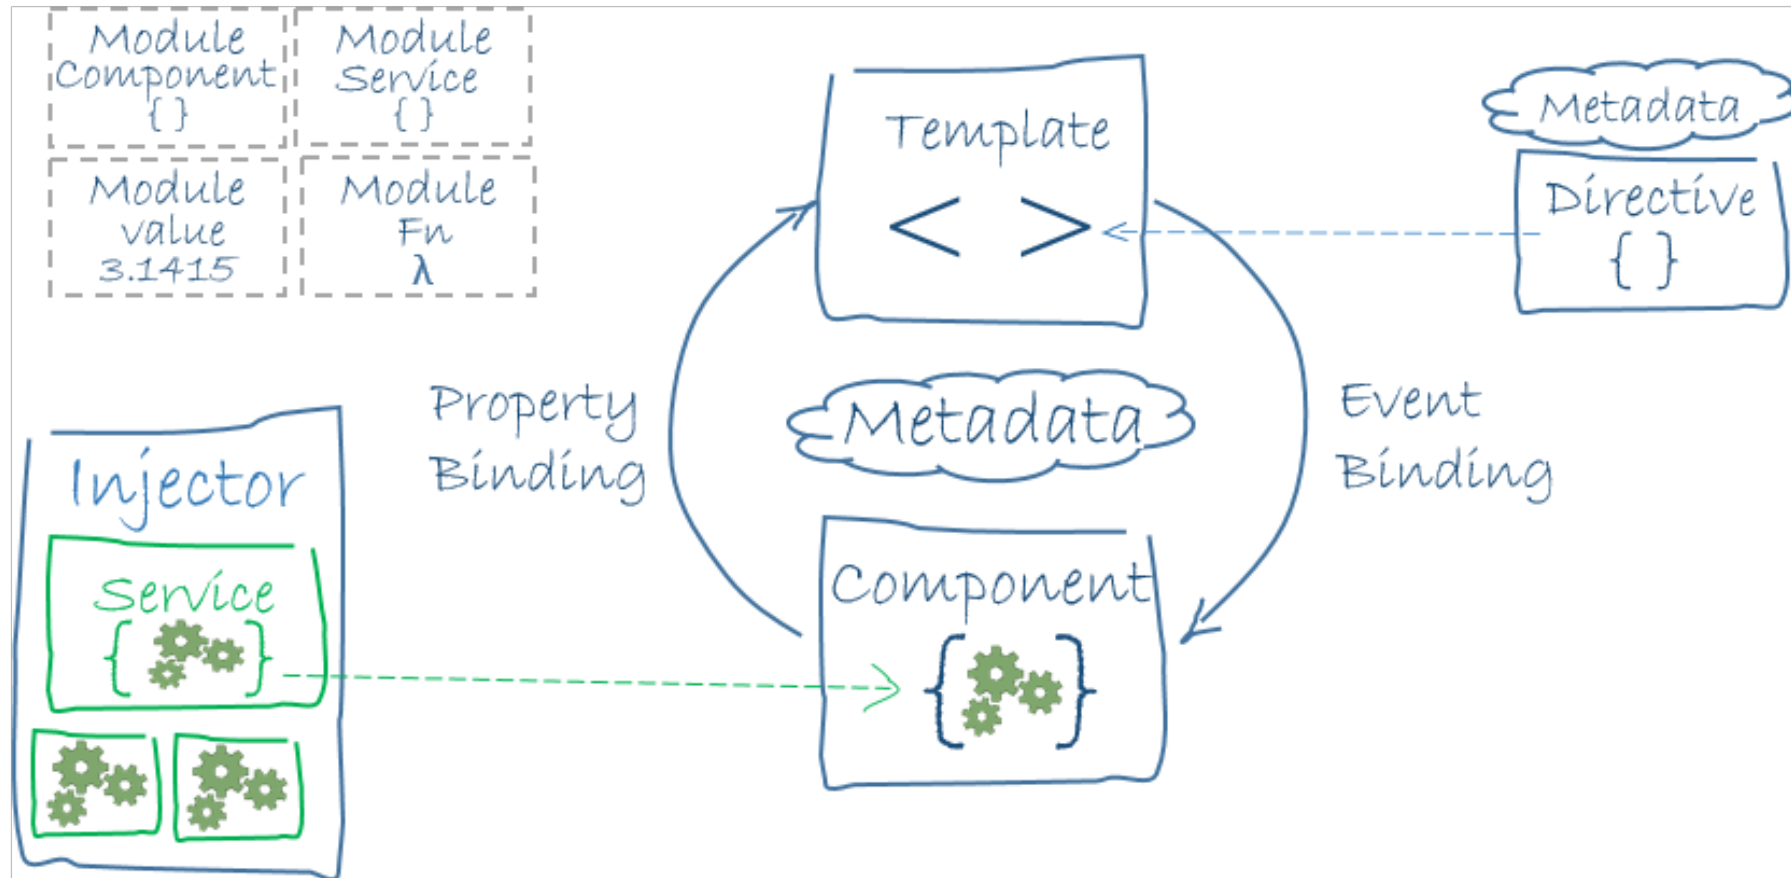 Module
Component
{ }
Module
Service
{ }
Module
value
3.1415
Module
Fn
λ
Template
< >
Metadata
Directive
{ }
Property
Binding
Metadata
Event
Binding
Injector
Service
{ }
Component
{ }